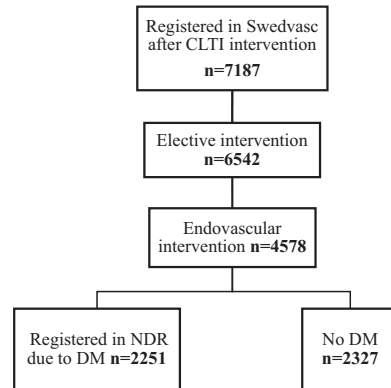 Registered in Swedvasc
after CLTI intervention
n=7187
Elective intervention
n=6542
Endovascular
intervention n=4578
Registered in NDR
due to DM n=2251
No DM
n=2327